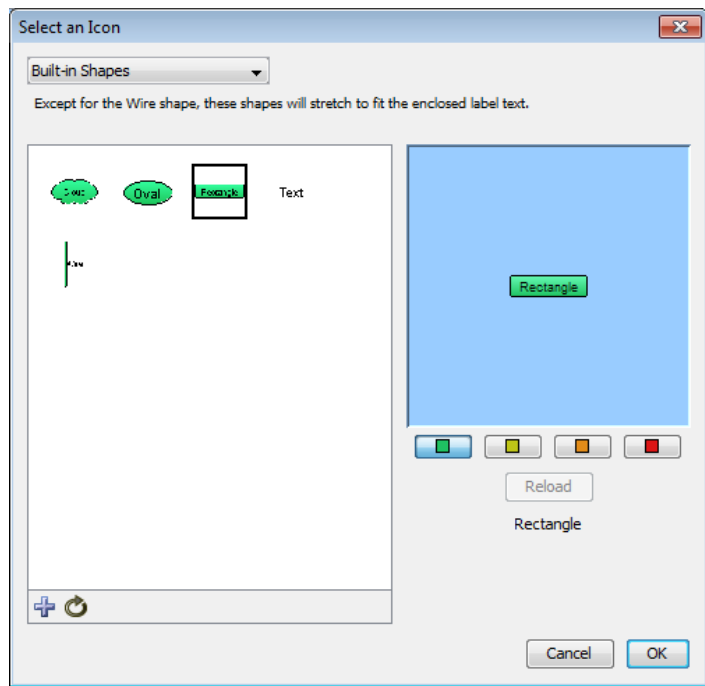 Select an Icon
Built-in Shapes
Except for the Wire shape, these shapes will stretch to fit the enclosed label text.
Oval
Rectangle
Text
Rectangle
Reload
Rectangle
Cancel
OK